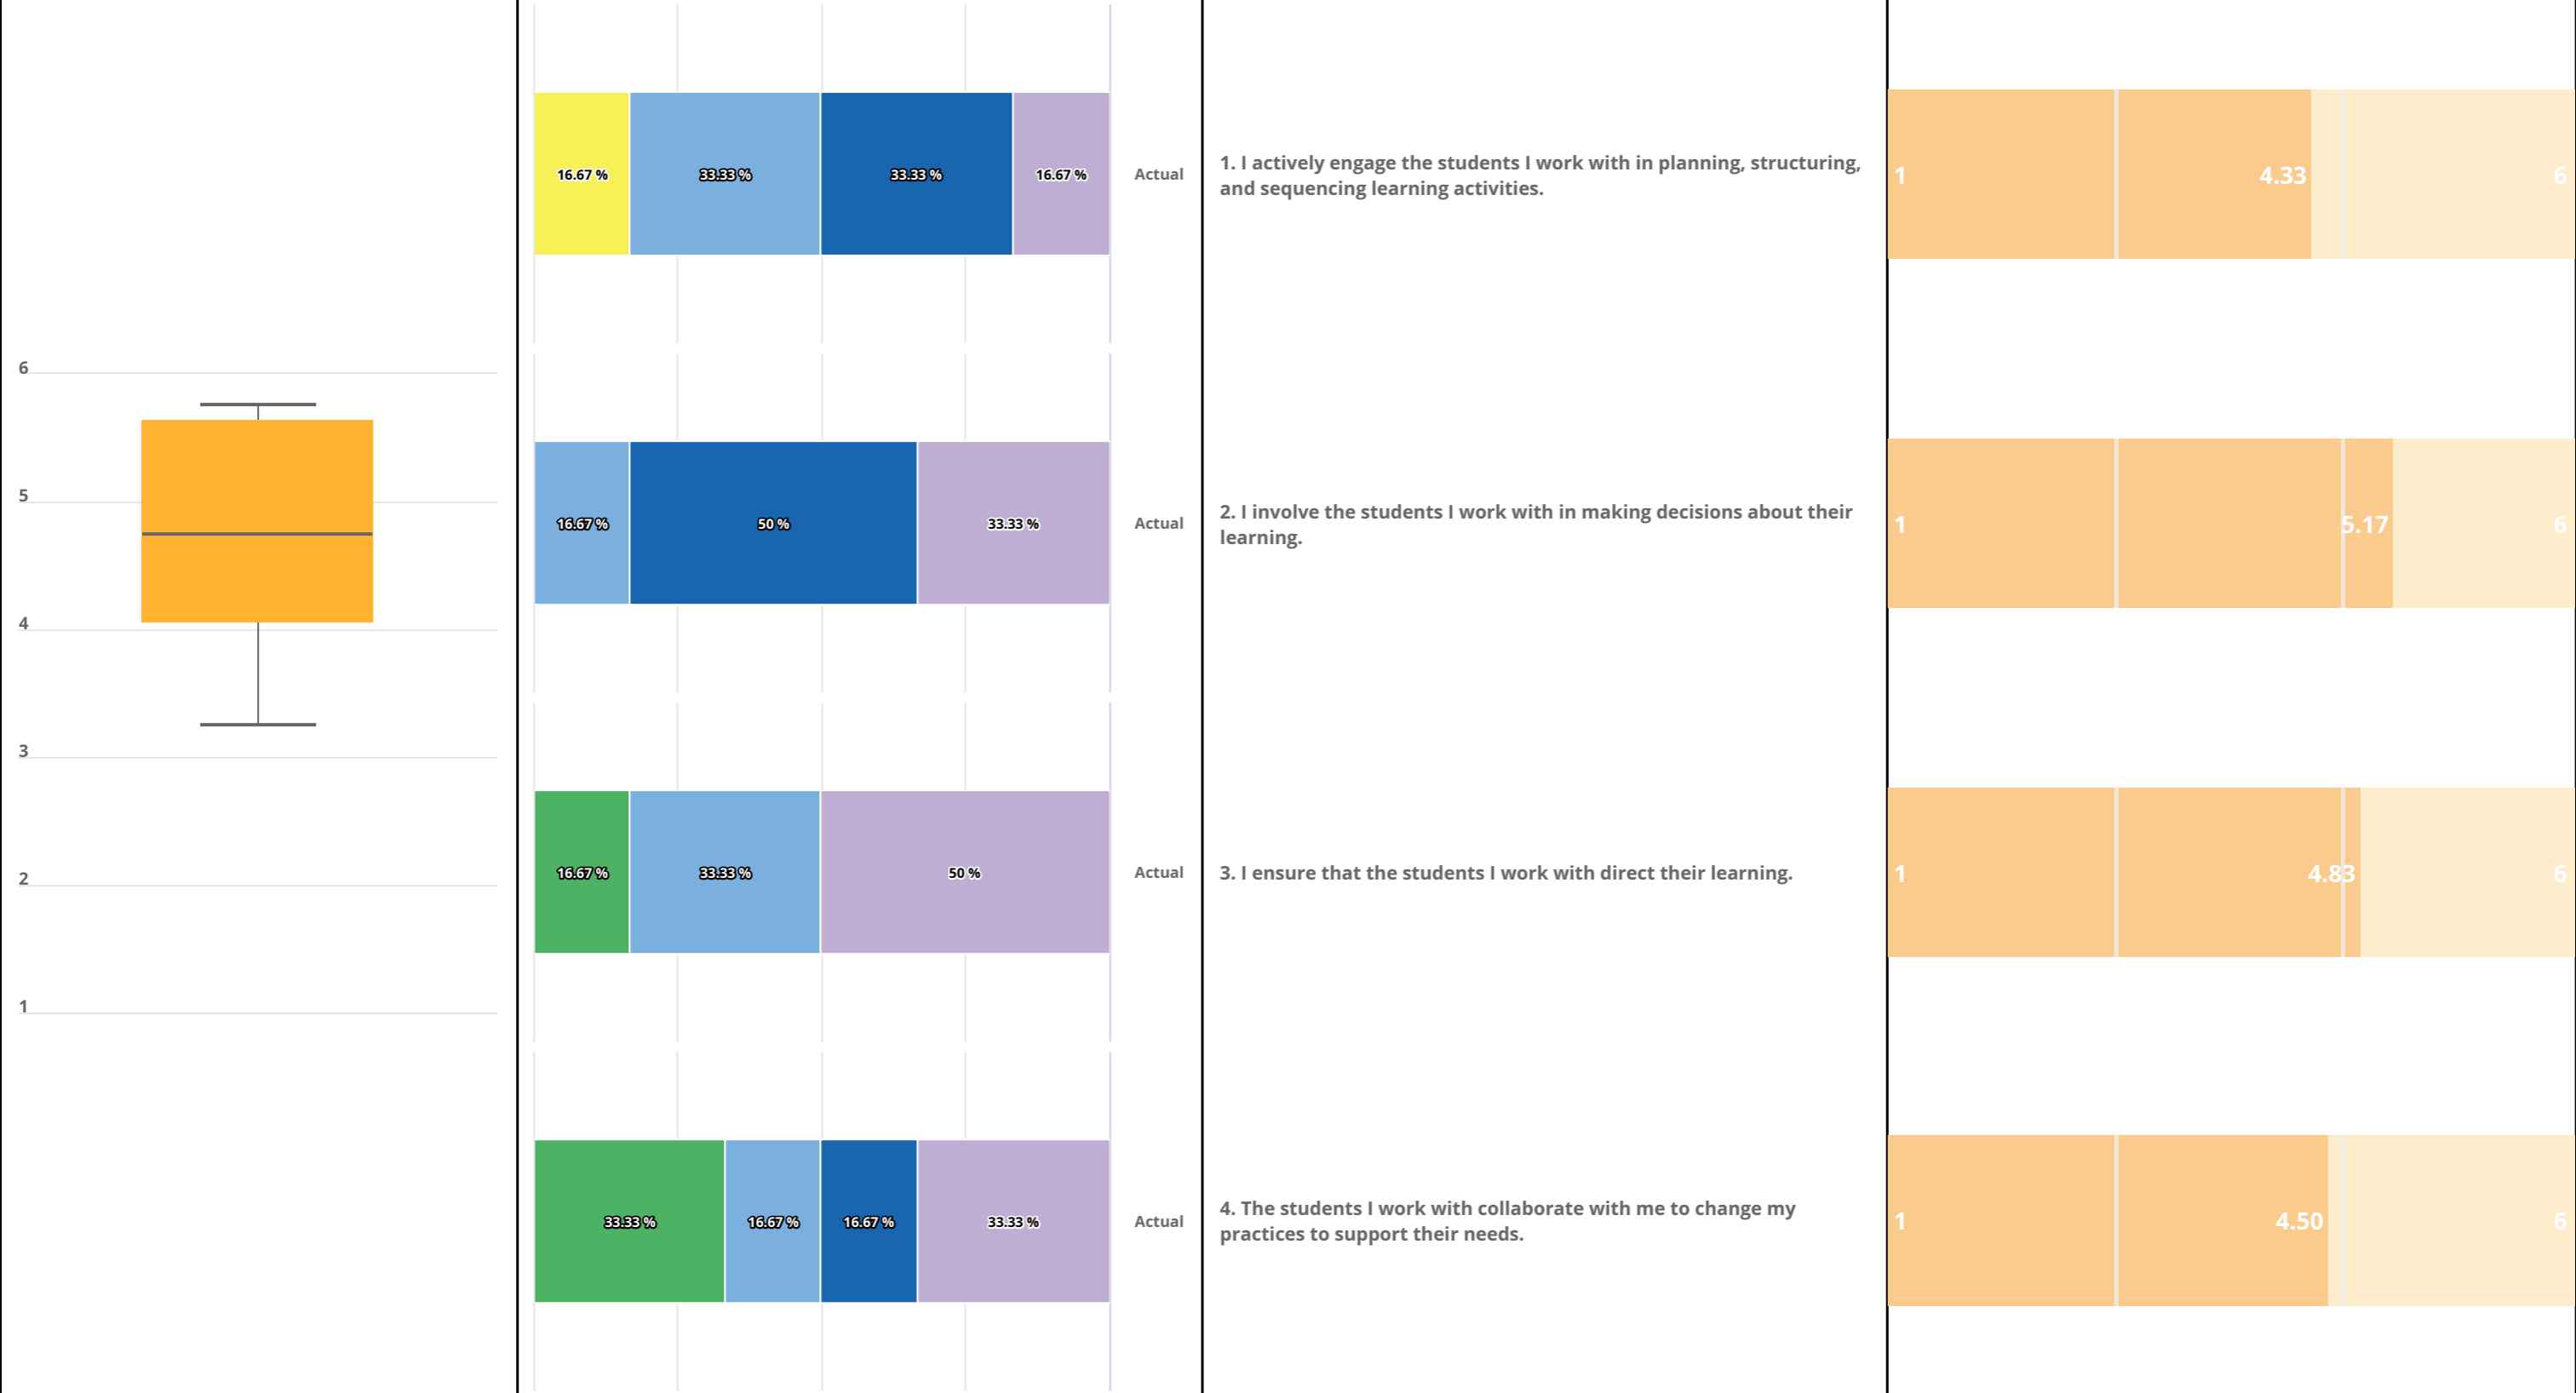 6
5
4
3
2
1
16.67 %
33.33 %
33.33 %
16.67 %
Actual
1. I actively engage the students I work with in planning, structuring,
and sequencing learning activities.
1
4.33
6
16.67 %
50 %
33.33 %
Actual
2. I involve the students I work with in making decisions about their
learning.
1
5.17
6
16.67 %
33.33 %
50 %
Actual
3. I ensure that the students I work with direct their learning.
1
4.83
6
33.33 %
16.67 %
16.67 %
33.33 %
Actual
4. The students I work with collaborate with me to change my
practices to support their needs.
1
4.50
6